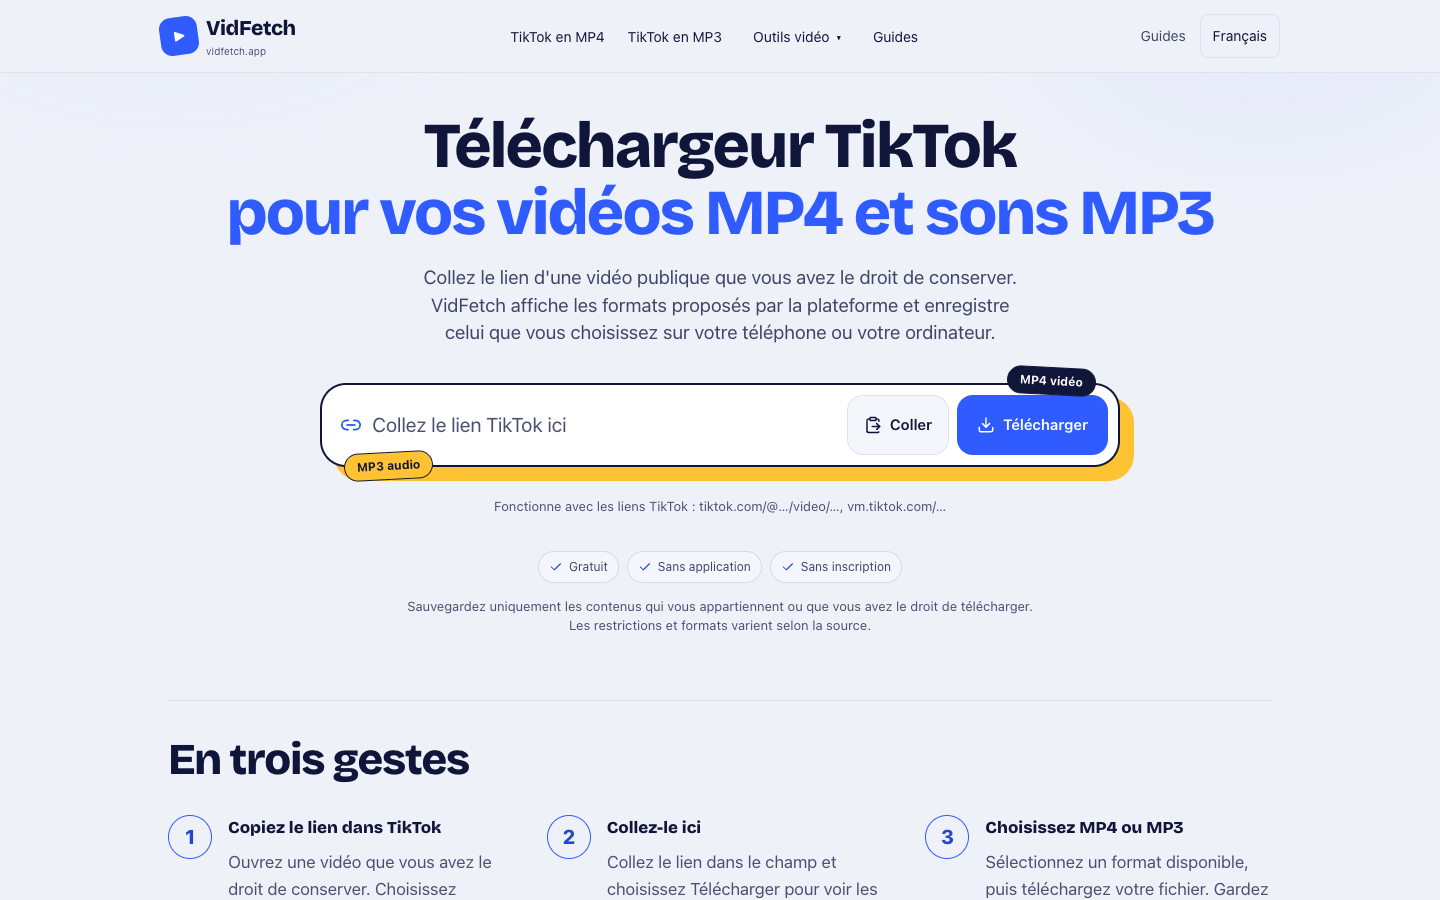 VidFetch
vidfetch.app
TikTok en MP4
TikTok en MP3
Outils vidéo ▾
Guides
Guides
Français
Téléchargeur TikTok
pour vos vidéos MP4 et sons MP3
Collez le lien d'une vidéo publique que vous avez le droit de conserver.
VidFetch affiche les formats proposés par la plateforme et enregistre
celui que vous choisissez sur votre téléphone ou votre ordinateur.
MP4 vidéo
Collez le lien TikTok ici
Coller
Télécharger
MP3 audio
Fonctionne avec les liens TikTok : tiktok.com/@…/video/…, vm.tiktok.com/…
Gratuit
Sans application
Sans inscription
Sauvegardez uniquement les contenus qui vous appartiennent ou que vous avez le droit de télécharger.
Les restrictions et formats varient selon la source.
En trois gestes
1
Copiez le lien dans TikTok
Ouvrez une vidéo que vous avez le
droit de conserver. Choisissez
2
Collez-le ici
Collez le lien dans le champ et
choisissez Télécharger pour voir les
3
Choisissez MP4 ou MP3
Sélectionnez un format disponible,
puis téléchargez votre fichier. Gardez